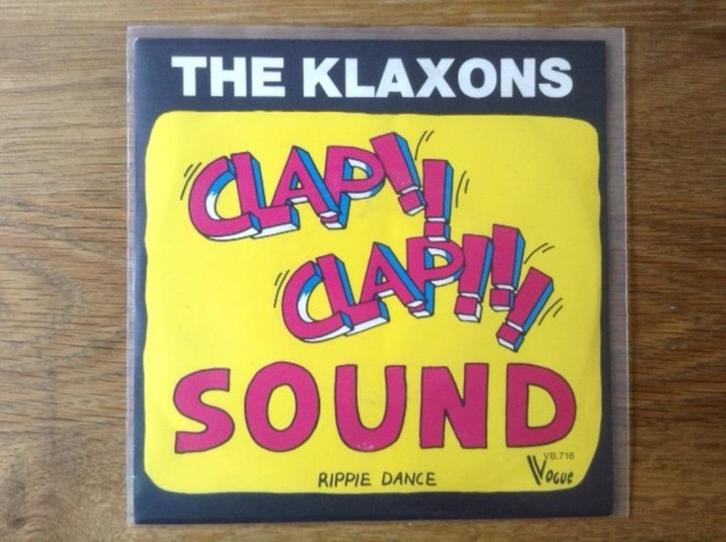 THE KLAXONS
CLAP!!
CLAP!!!
SOUND
VB.716
VOGUE
RIPPIE DANCE